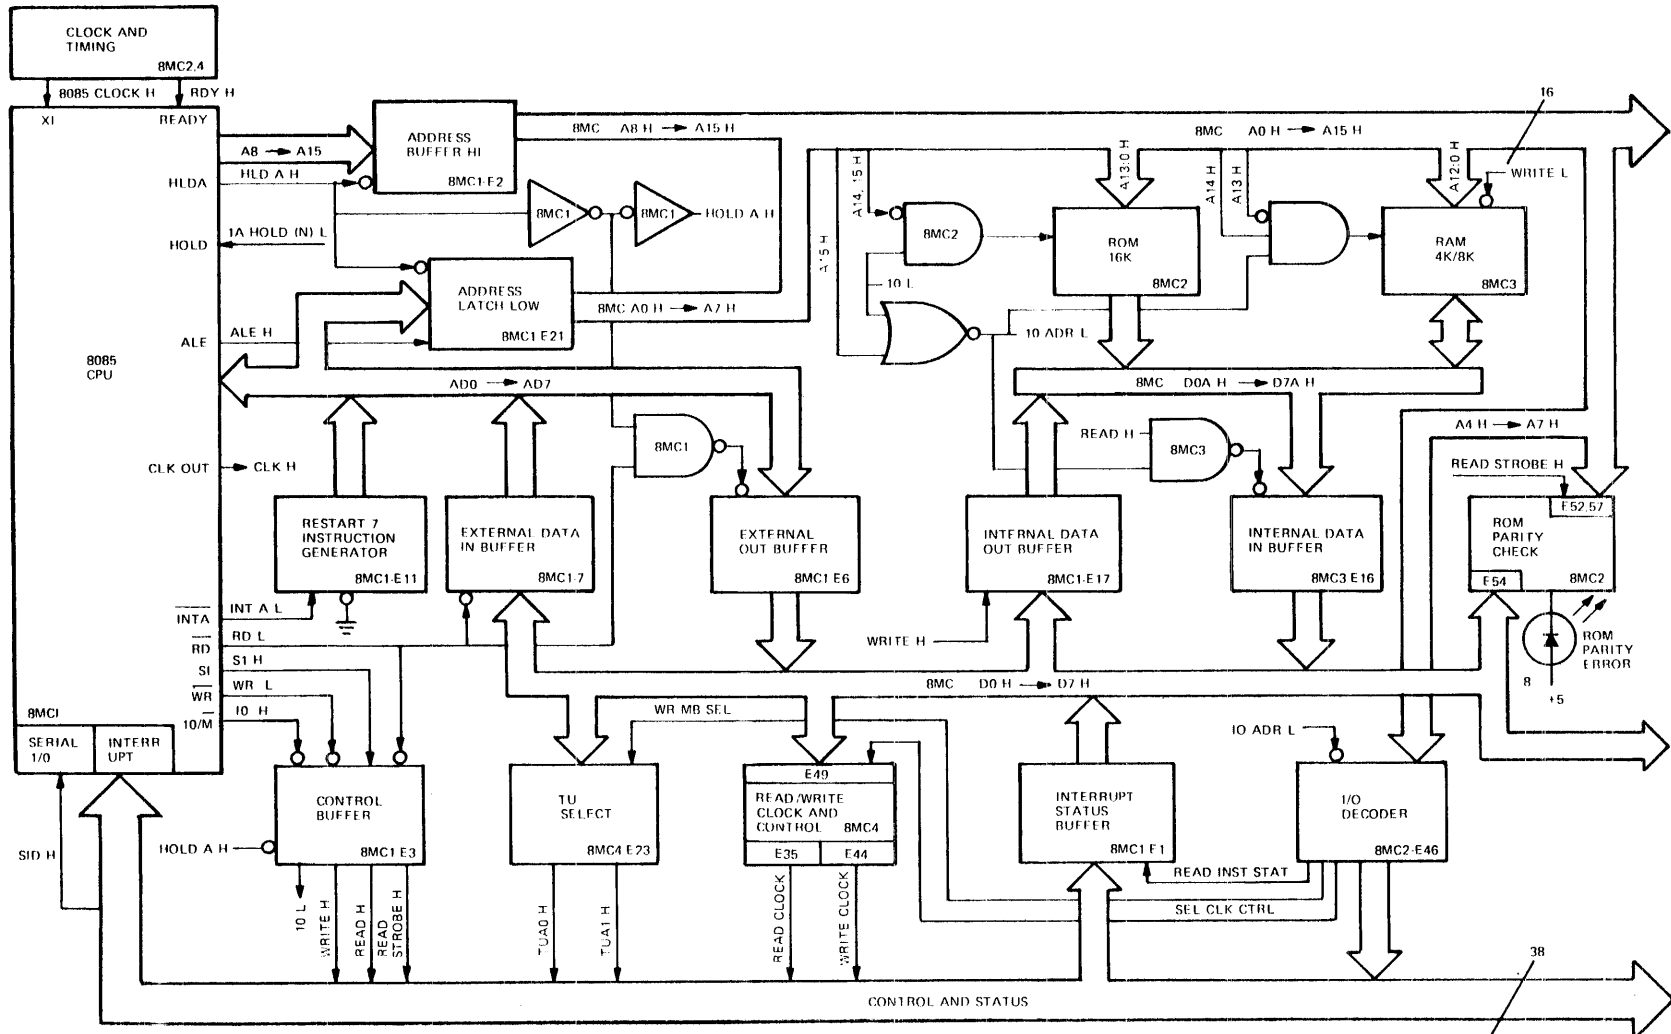 CLOCK AND
TIMING
8MC2,4
8085 CLOCK H
RDY H
XI
READY
A8 → A15
HLDA
HLD A H
HOLD
1A HOLD (N) L
ALE
ALE H
8085
CPU
CLK OUT
CLK H
INTA
INT A L
RD
RD L
SI
S1 H
WR
WR L
10/M
I0 H
8MCI
SERIAL
1/0
INTERR
UPT
SID H
ADDRESS
BUFFER HI
8MC1-E2
8MC A8 H → A15 H
8MC A0 H → A15 H
8MC1
8MC1
HOLD A H
ADDRESS
LATCH LOW
8MC1 E21
8MC A0 H → A7 H
AD0 → AD7
A15 H
A14, 15 H
8MC2
10 L
10 ADR L
A13:0 H
ROM
16K
8MC2
A14 H
A13 H
A12:0 H
16
WRITE L
RAM
4K/8K
8MC3
8MC D0A H → D7A H
A4 H → A7 H
READ STROBE H
8MC1
READ H
8MC3
RESTART 7
INSTRUCTION
GENERATOR
8MC1-E11
EXTERNAL DATA
IN BUFFER
8MC1-7
EXTERNAL
OUT BUFFER
8MC1 E6
INTERNAL DATA
OUT BUFFER
8MC1-E17
WRITE H
INTERNAL DATA
IN BUFFER
8MC3 E16
E52,57
ROM
PARITY
CHECK
E54
8MC2
ROM
PARITY
ERROR
8
+5
8MC D0 H → D7 H
WR MB SEL
IO ADR L
CONTROL
BUFFER
8MC1 E3
HOLD A H
TU
SELECT
8MC4 E23
E49
READ/WRITE
CLOCK AND
CONTROL 8MC4
E35
E44
INTERRUPT
STATUS
BUFFER
8MC1 E1
I/O
DECODER
8MC2-E46
READ INST STAT
SEL CLK CTRL
10 L
WRITE H
READ H
READ
STROBE H
TUA0 H
TUA1 H
READ CLOCK
WRITE CLOCK
CONTROL AND STATUS
38